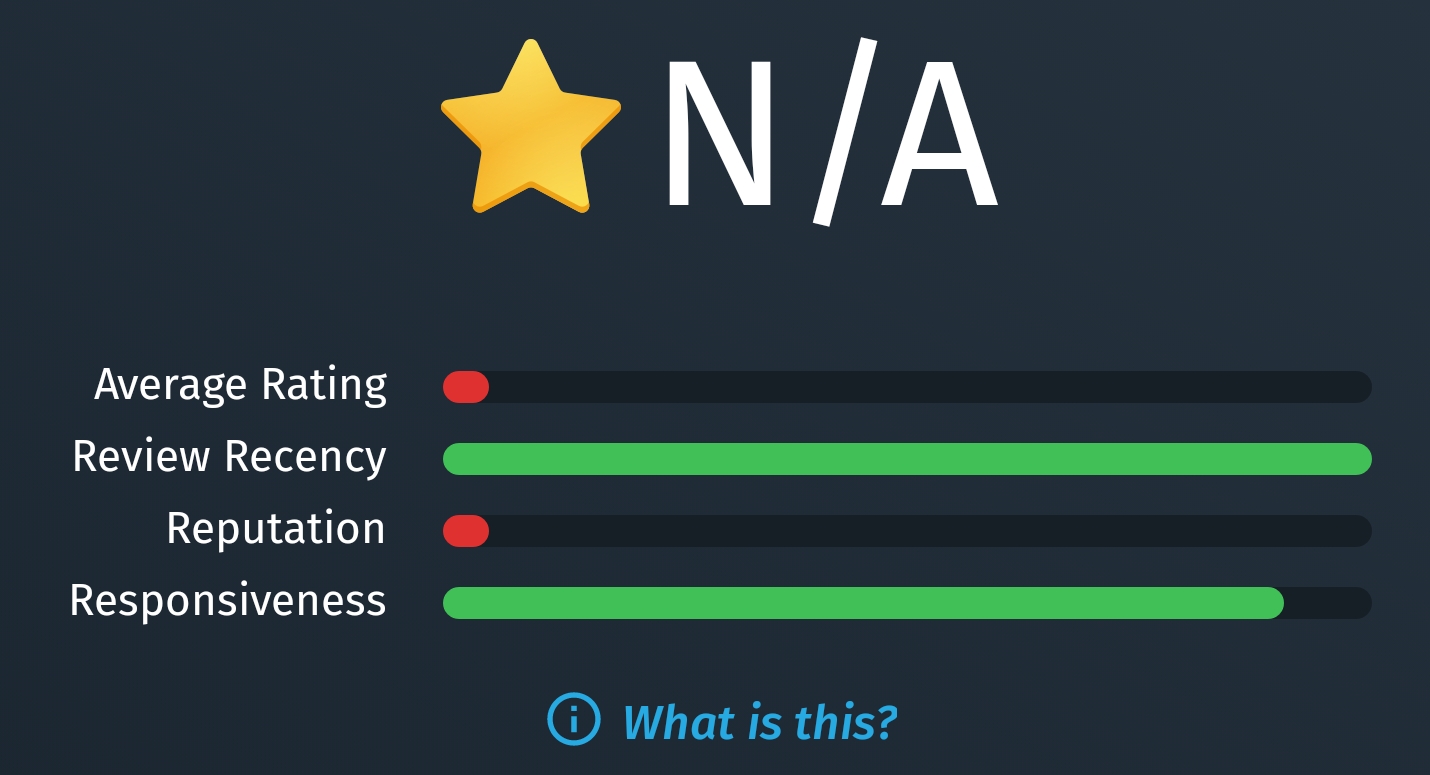 N/A
Average Rating
Review Recency
Reputation
Responsiveness
What is this?